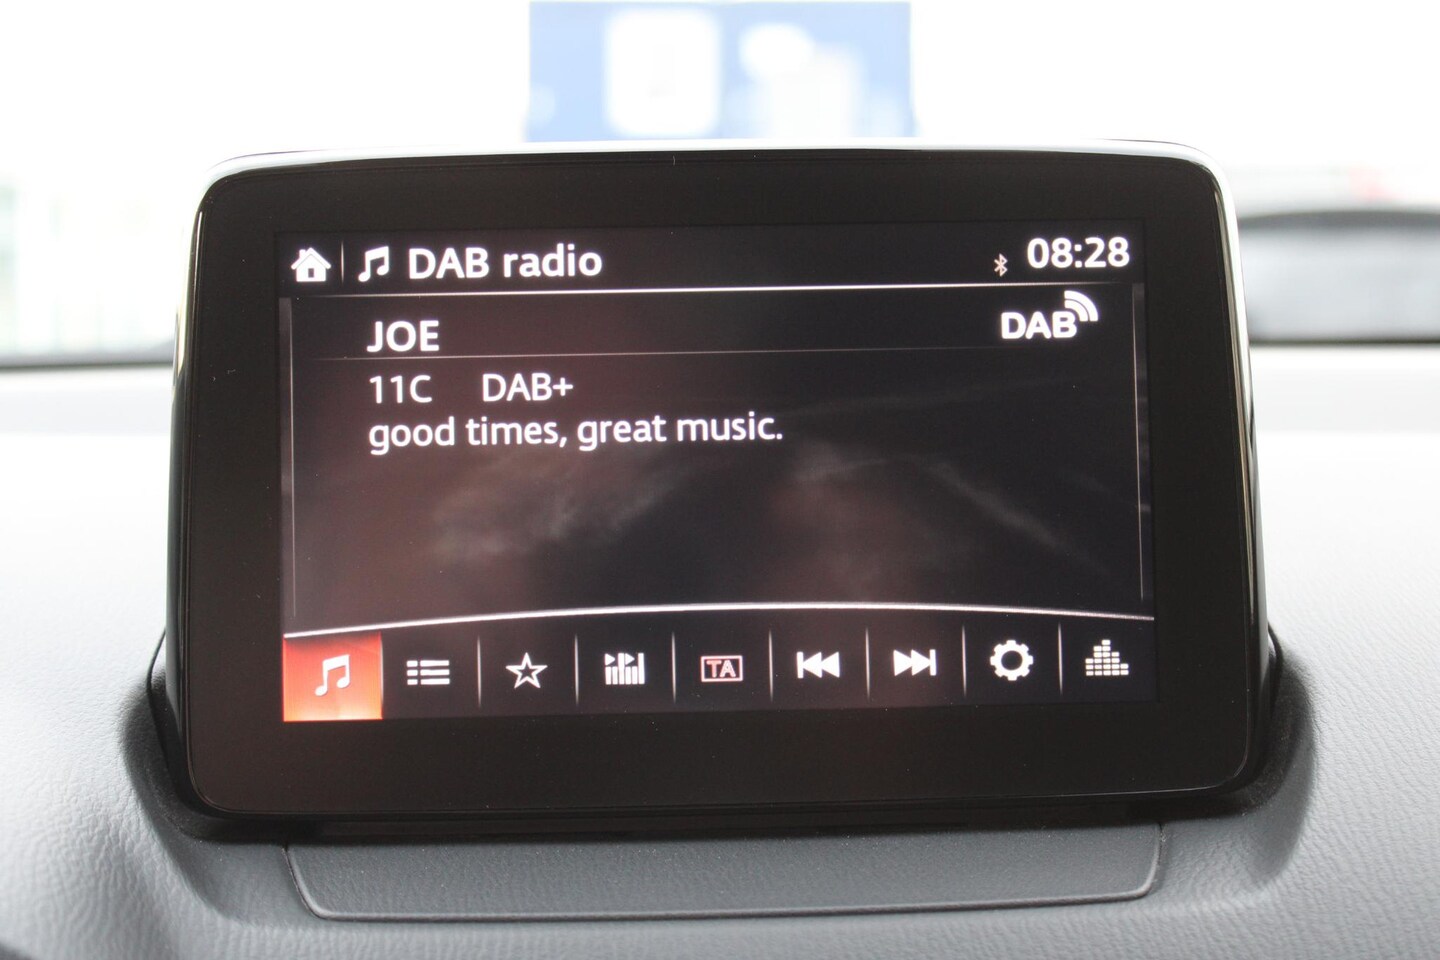 DAB radio
08:28
JOE
DAB
11C DAB+
good times, great music.
TA